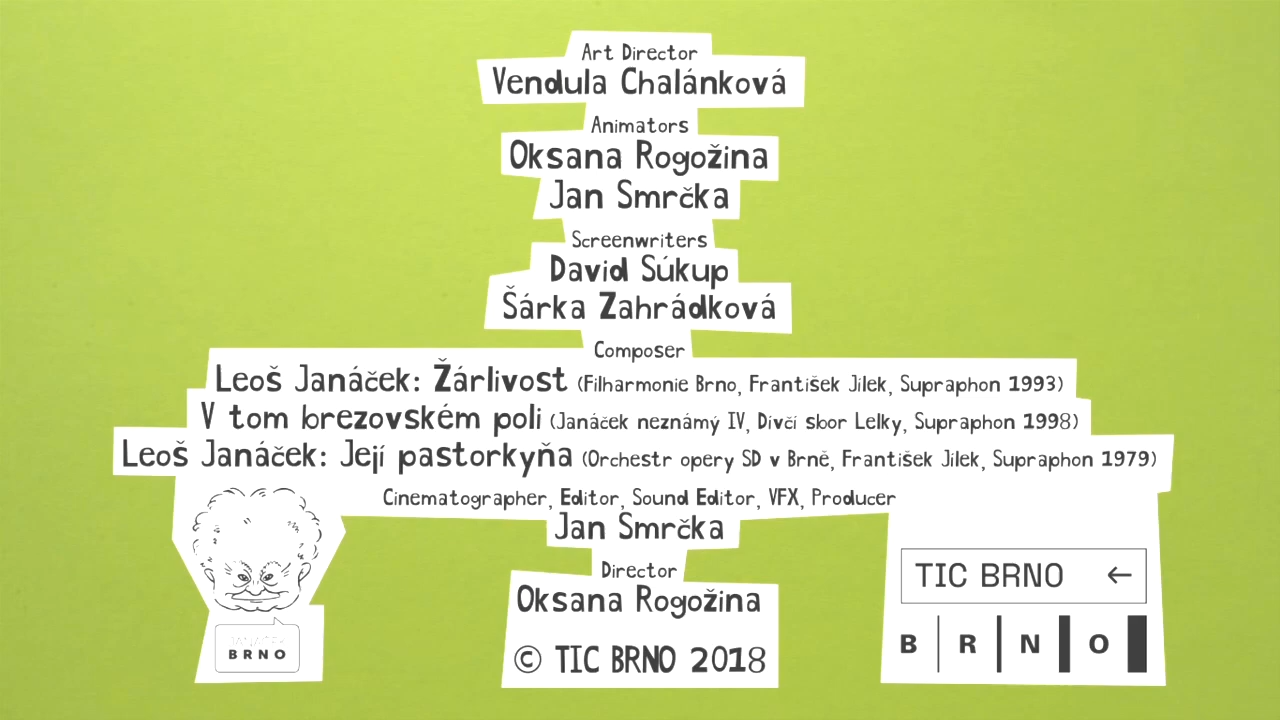 Art Director
Vendula Chalánková
Animators
Oksana Rogožina
Jan Smrčka
Screenwriters
David Súkup
Šárka Zahrádková
Composer
Leoš Janáček: Žárlivost (Filharmonie Brno, František Jílek, Supraphon 1993)
V tom brezovském poli (Janáček neznámý IV, Dívčí sbor Lelky, Supraphon 1998)
Leoš Janáček: Její pastorkyňa (Orchestr opery SD v Brně, František Jílek, Supraphon 1979)
Cinematographer, Editor, Sound Editor, VFX, Producer
Jan Smrčka
Director
Oksana Rogožina
© TIC BRNO 2018
JANÁČEK
BRNO
TIC BRNO ←
BRNO